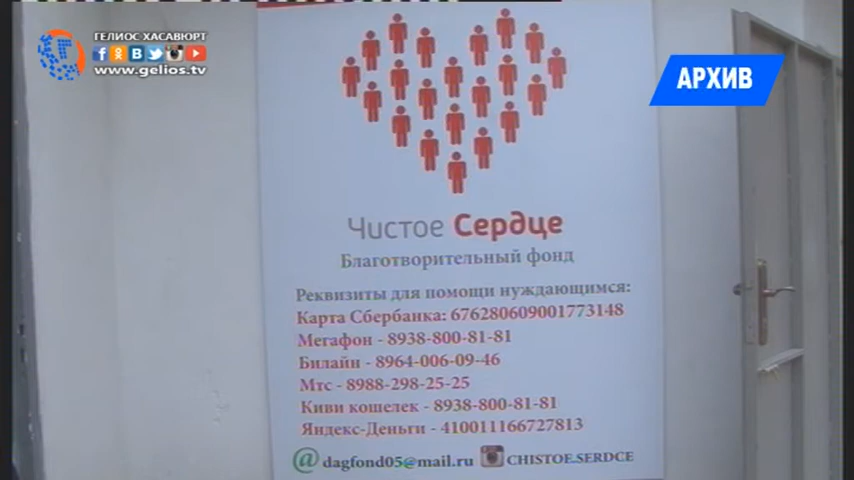 ГЕЛИОС ХАСАВЮРТ
www.gelios.tv
АРХИВ
Чистое Сердце
Благотворительный фонд
Реквизиты для помощи нуждающимся:
Карта Сбербанка: 676280609001773148
Мегафон - 8938-800-81-81
Билайн - 8964-006-09-46
Мтс - 8988-298-25-25
Киви кошелек - 8938-800-81-81
Яндекс-Деньги - 410011166727813
@ dagfond05@mail.ru CHISTOE.SERDCE